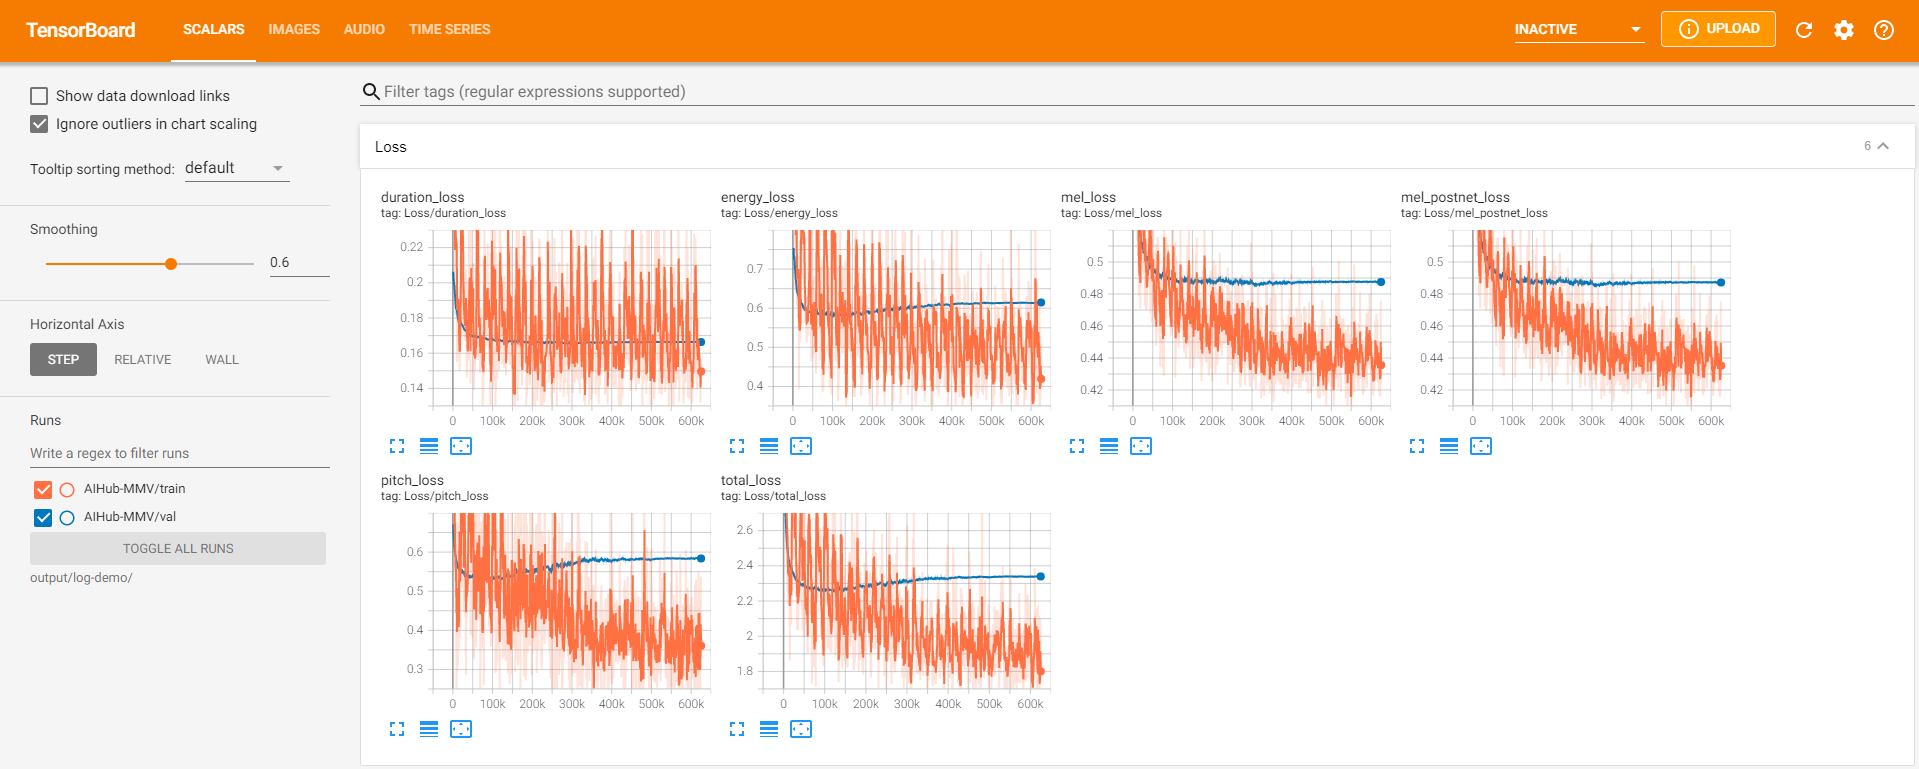 TensorBoard SCALARS IMAGES AUDIO TIME SERIES INACTIVE UPLOAD
Show data download links
Ignore outliers in chart scaling
Tooltip sorting method: default
Smoothing
0.6
Horizontal Axis
STEP RELATIVE WALL
Runs
Write a regex to filter runs
AIHub-MMV/train
AIHub-MMV/val
TOGGLE ALL RUNS
output/log-demo/
Filter tags (regular expressions supported)
Loss 6
duration_loss
tag: Loss/duration_loss
0.22
0.2
0.18
0.16
0.14
0 100k 200k 300k 400k 500k 600k
energy_loss
tag: Loss/energy_loss
0.7
0.6
0.5
0.4
0 100k 200k 300k 400k 500k 600k
mel_loss
tag: Loss/mel_loss
0.5
0.48
0.46
0.44
0.42
0 100k 200k 300k 400k 500k 600k
mel_postnet_loss
tag: Loss/mel_postnet_loss
0.5
0.48
0.46
0.44
0.42
0 100k 200k 300k 400k 500k 600k
pitch_loss
tag: Loss/pitch_loss
0.6
0.5
0.4
0.3
0 100k 200k 300k 400k 500k 600k
total_loss
tag: Loss/total_loss
2.6
2.4
2.2
2
1.8
0 100k 200k 300k 400k 500k 600k